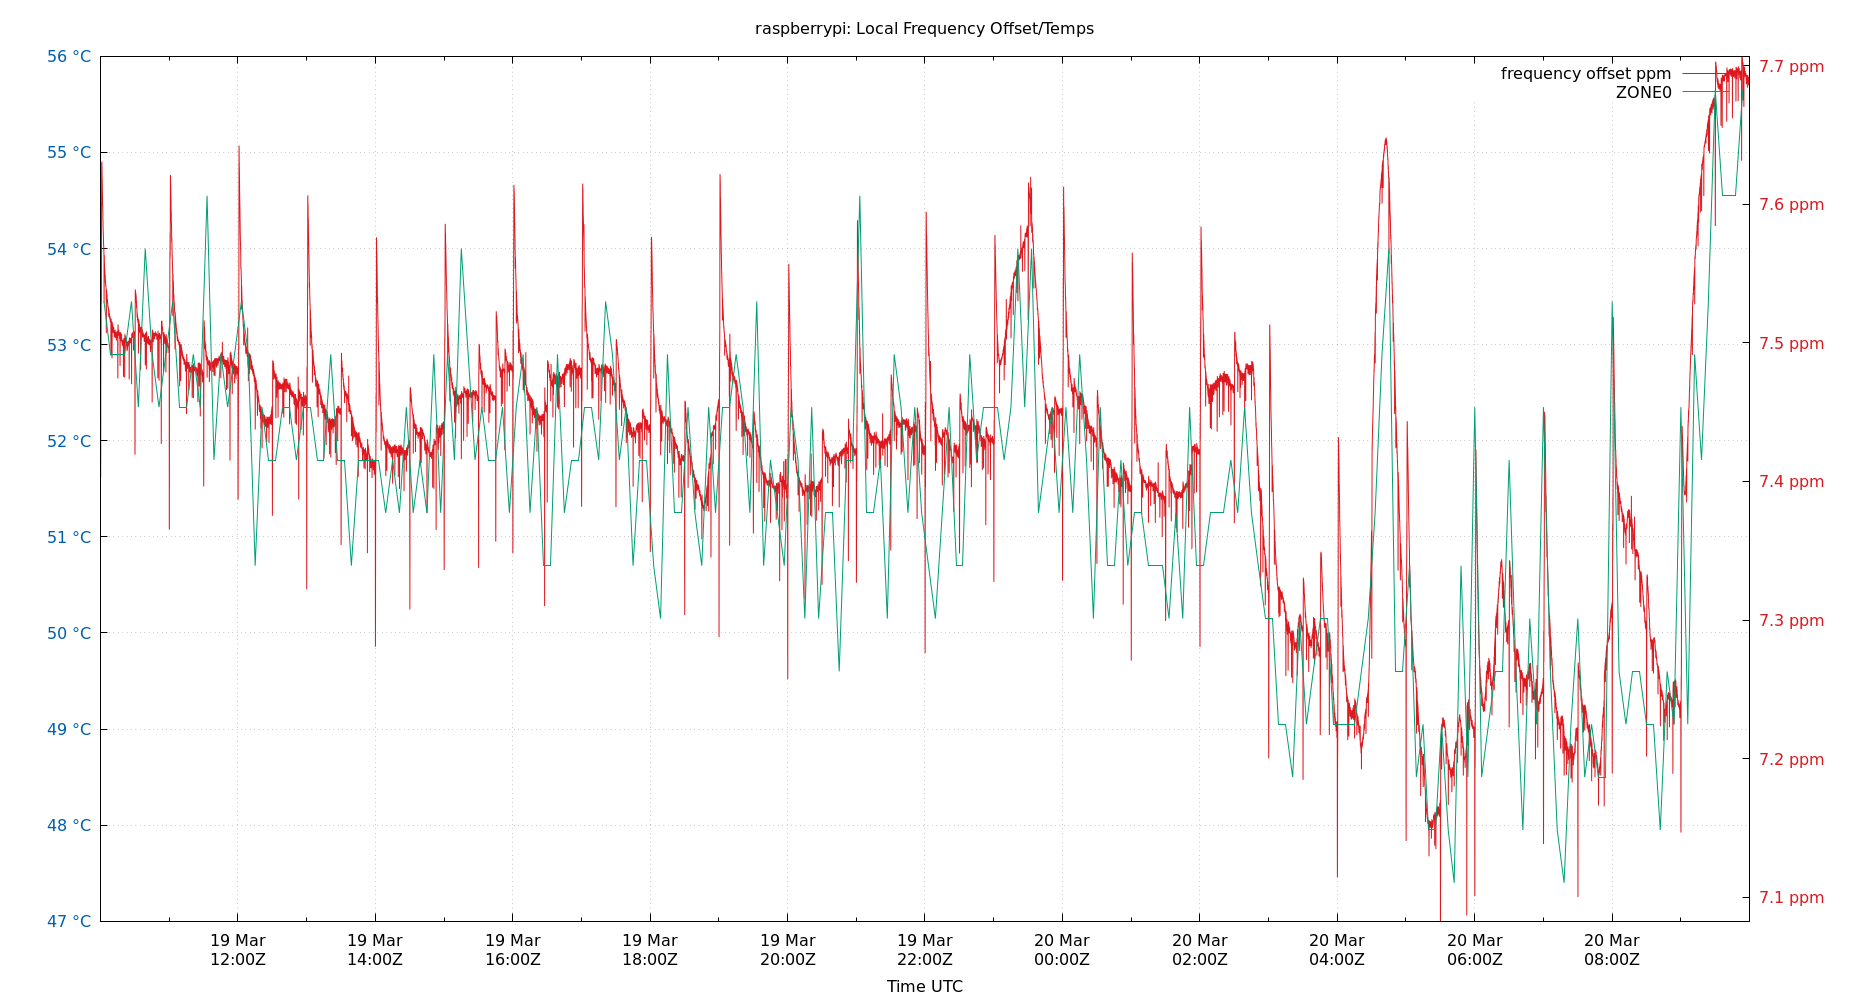 raspberrypi: Local Frequency Offset/Temps
56 °C
55 °C
54 °C
53 °C
52 °C
51 °C
50 °C
49 °C
48 °C
47 °C
frequency offset ppm
ZONE0
7.7 ppm
7.6 ppm
7.5 ppm
7.4 ppm
7.3 ppm
7.2 ppm
7.1 ppm
19 Mar 19 Mar 19 Mar 19 Mar 19 Mar 19 Mar 20 Mar 20 Mar 20 Mar 20 Mar 20 Mar
12:00Z 14:00Z 16:00Z 18:00Z 20:00Z 22:00Z 00:00Z 02:00Z 04:00Z 06:00Z 08:00Z
Time UTC